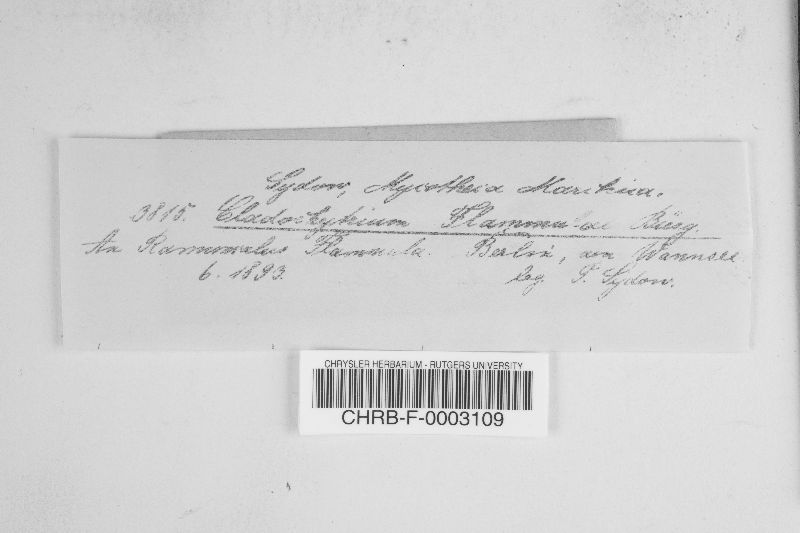 Sydow, Mycotheca Marchica.
3815. Cladochytrium Flammulae Büsg.
An Ranunculus Flammula. Berlin, am Wannsee.
6. 1893. leg. P. Sydow.
CHRYSLER HERBARIUM - RUTGERS UNIVERSITY
CHRB-F-0003109